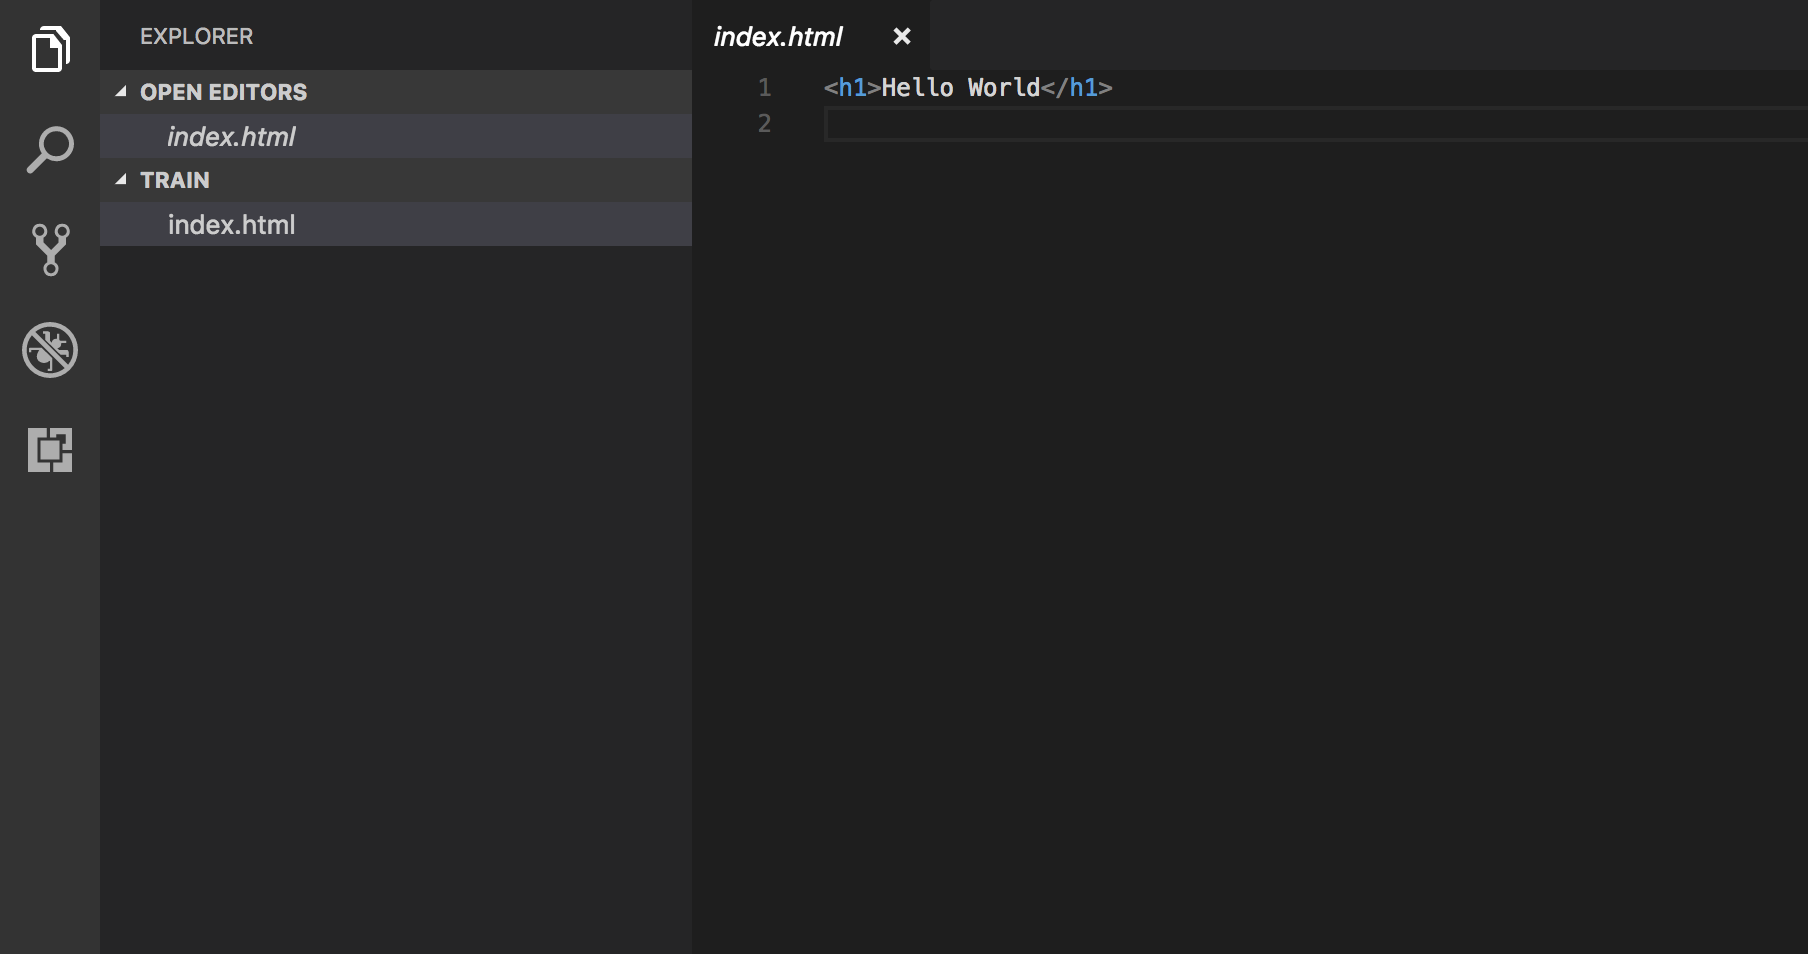 EXPLORER
OPEN EDITORS
index.html
TRAIN
index.html
index.html
1 <h1>Hello World</h1>
2